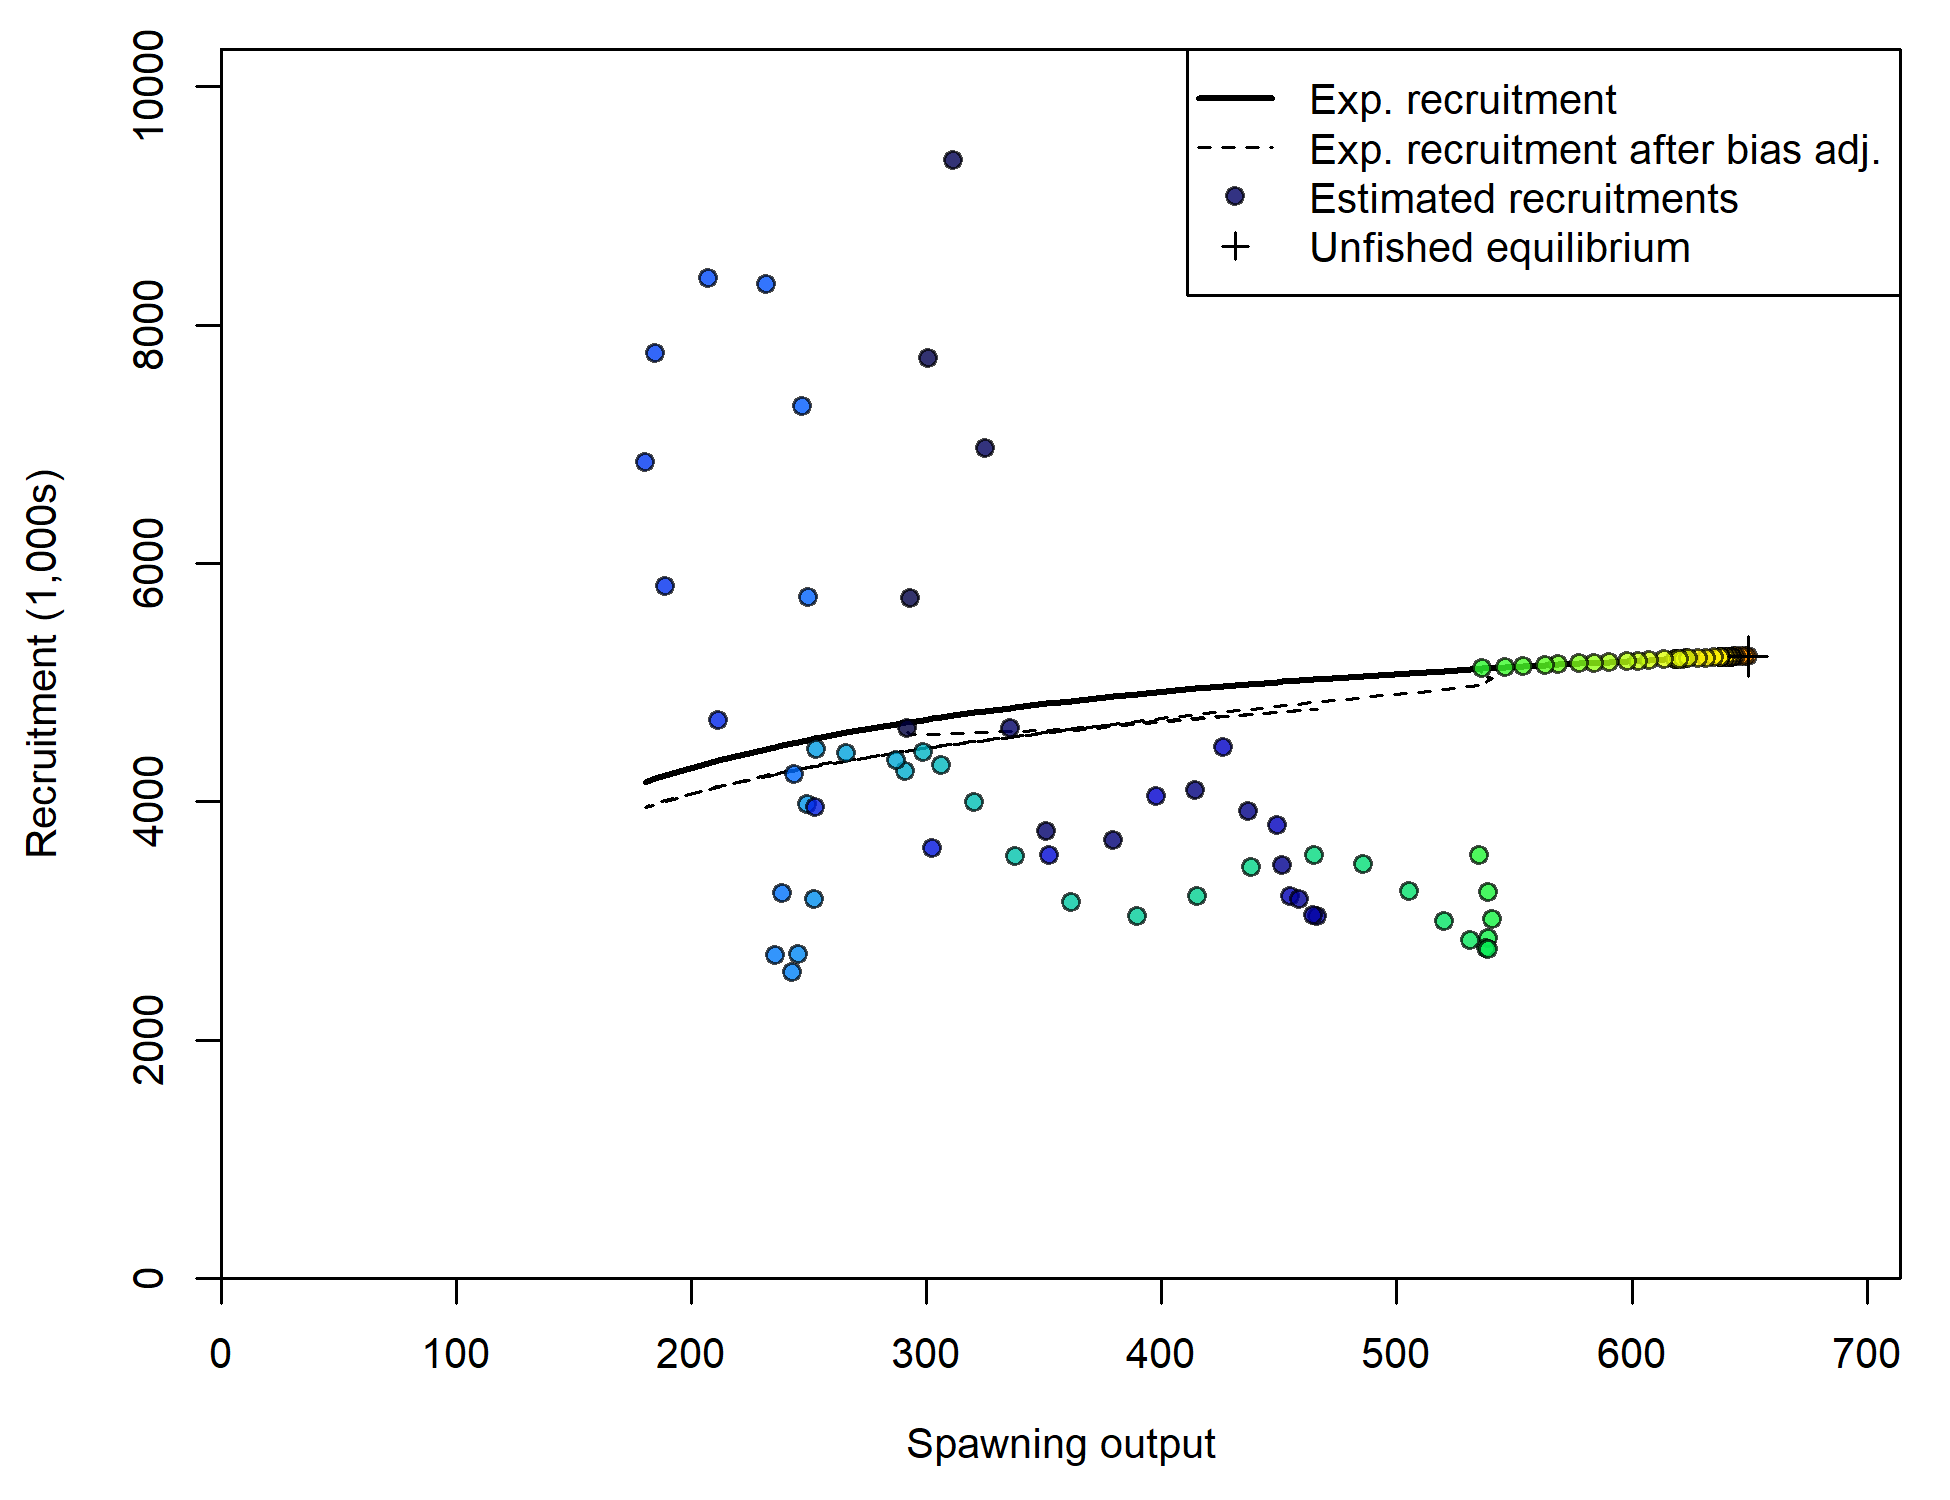 Exp. recruitment
Exp. recruitment after bias adj.
Estimated recruitments
Unfished equilibrium
Recruitment (1,000s)
10000
8000
6000
4000
2000
0
0 100 200 300 400 500 600 700
Spawning output